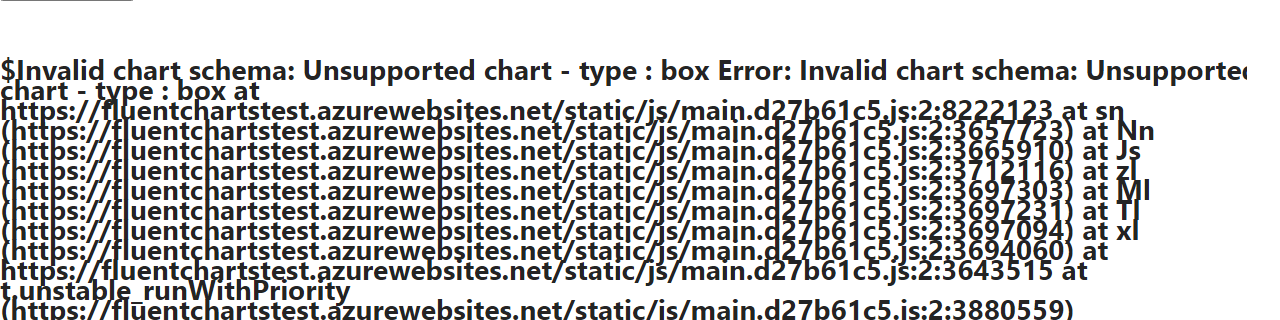 $Invalid chart schema: Unsupported chart - type : box Error: Invalid chart schema: Unsupported
chart - type : box at
https://fluentchartstest.azurewebsites.net/static/js/main.d27b61c5.js:2:8222123 at sn
(https://fluentchartstest.azurewebsites.net/static/js/main.d27b61c5.js:2:3657723) at Nn
(https://fluentchartstest.azurewebsites.net/static/js/main.d27b61c5.js:2:3665910) at Js
(https://fluentchartstest.azurewebsites.net/static/js/main.d27b61c5.js:2:3712116) at zl
(https://fluentchartstest.azurewebsites.net/static/js/main.d27b61c5.js:2:3697303) at Ml
(https://fluentchartstest.azurewebsites.net/static/js/main.d27b61c5.js:2:3697231) at Tl
(https://fluentchartstest.azurewebsites.net/static/js/main.d27b61c5.js:2:3697094) at xl
(https://fluentchartstest.azurewebsites.net/static/js/main.d27b61c5.js:2:3694060) at
https://fluentchartstest.azurewebsites.net/static/js/main.d27b61c5.js:2:3643515 at
t.unstable_runWithPriority
(https://fluentchartstest.azurewebsites.net/static/js/main.d27b61c5.js:2:3880559)